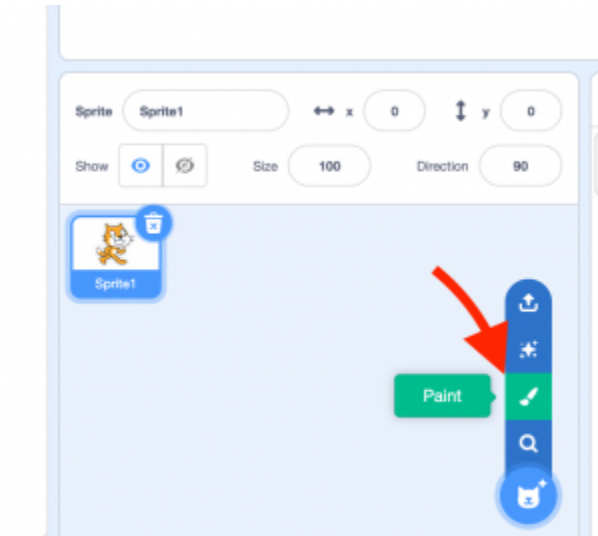 Sprite Sprite1 x 0 y 0
Show Size 100 Direction 90
Sprite1
Paint